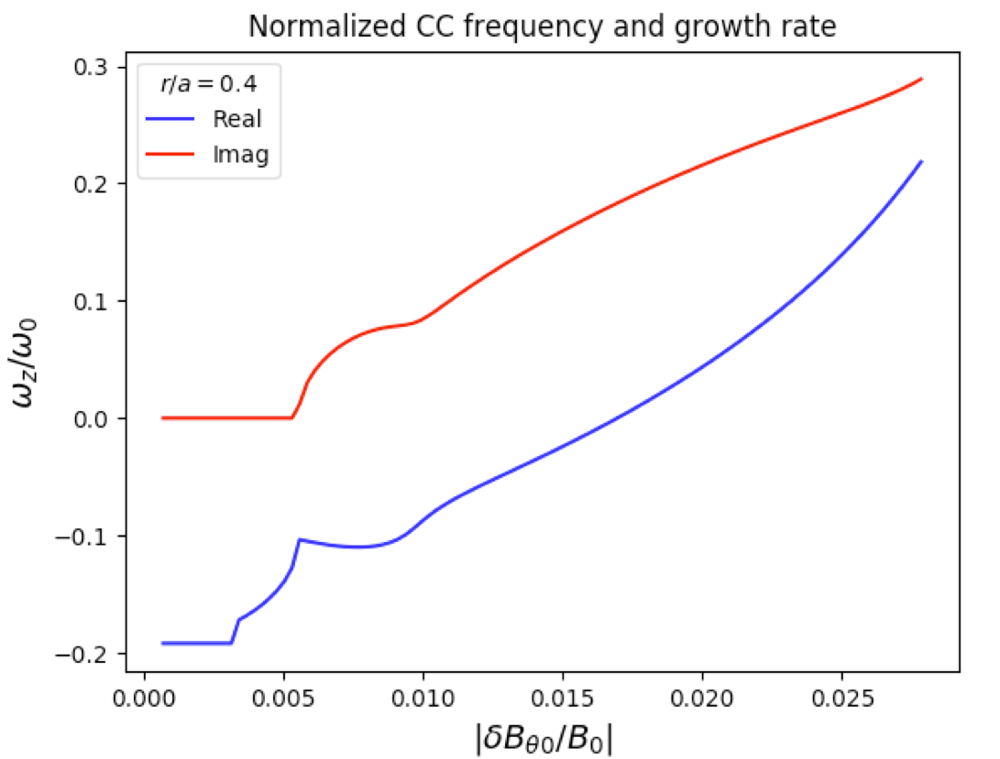 Normalized CC frequency and growth rate
r/a = 0.4
Real
Imag
0.3
0.2
0.1
0.0
−0.1
−0.2
ω_z/ω_0
0.000 0.005 0.010 0.015 0.020 0.025
|δB_θ0/B_0|